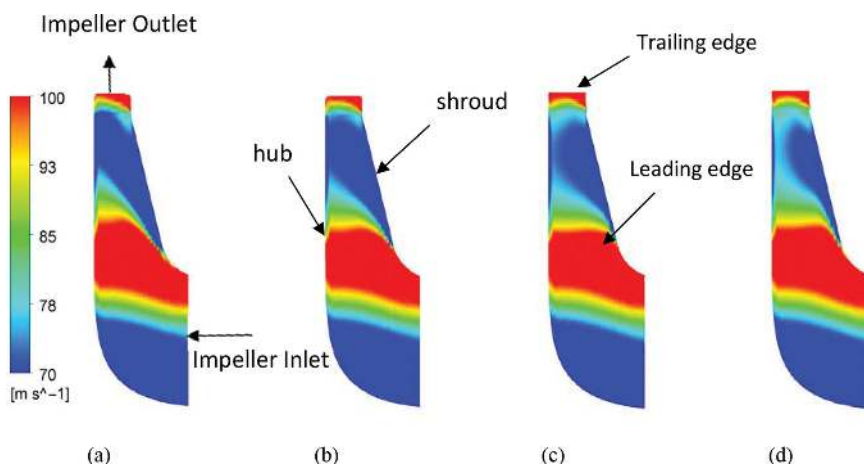 Impeller Outlet
Trailing edge
shroud
hub
Leading edge
100
93
85
78
70
[m s^-1]
Impeller Inlet
(a) (b) (c) (d)